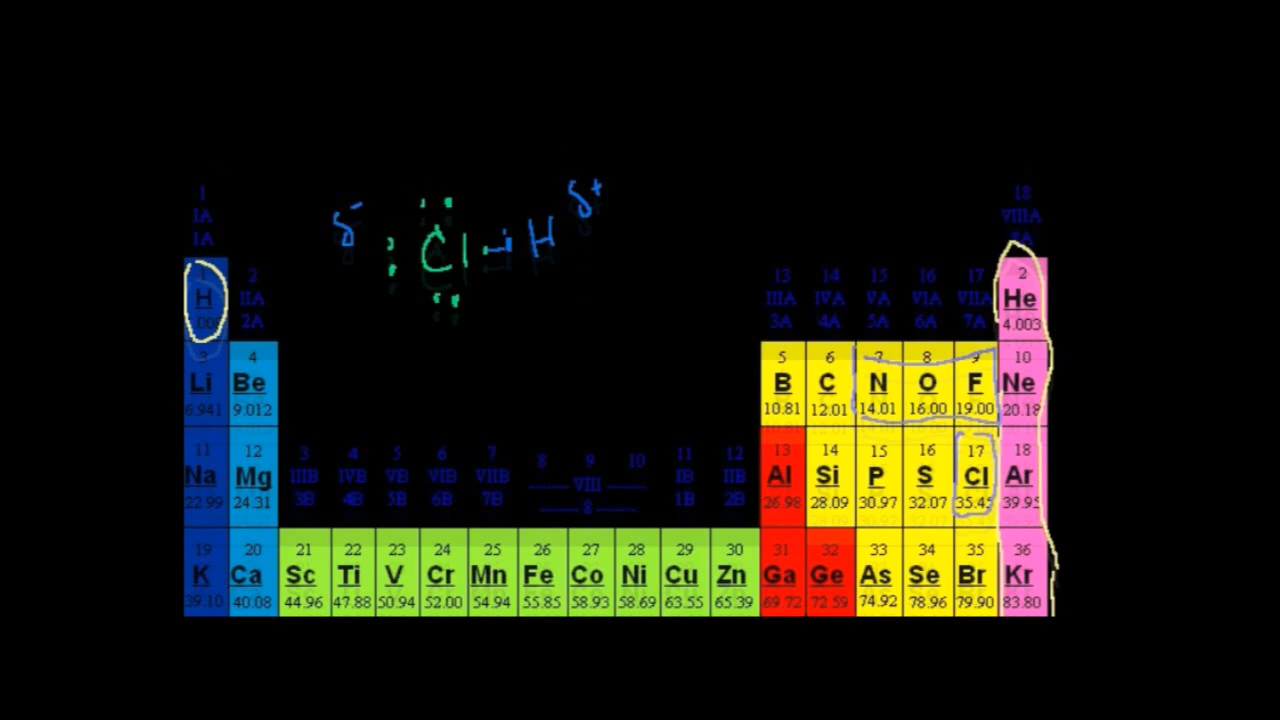 1 18
IA δ- Cl - H δ+ VIIIA
1A 8A
1 2
H 2 13 14 15 16 17 He
IIA IIIA IVA VA VIA VIIA 4.003
2A 3A 4A 5A 6A 7A
3 4 5 6 7 8 9 10
Li Be B C N O F Ne
6.941 9.012 10.81 12.01 14.01 16.00 19.00 20.18
11 12 3 4 5 6 7 8 9 10 11 12 13 14 15 16 17 18
Na Mg IIIB IVB VB VIB VIIB VIII IB IIB Al Si P S Cl Ar
22.99 24.31 3B 4B 5B 6B 7B 8 1B 2B 26.98 28.09 30.97 32.07 35.45 39.95
19 20 21 22 23 24 25 26 27 28 29 30 31 32 33 34 35 36
K Ca Sc Ti V Cr Mn Fe Co Ni Cu Zn Ga Ge As Se Br Kr
39.10 40.08 44.96 47.88 50.94 52.00 54.94 55.85 58.93 58.69 63.55 65.39 69.72 72.59 74.92 78.96 79.90 83.80